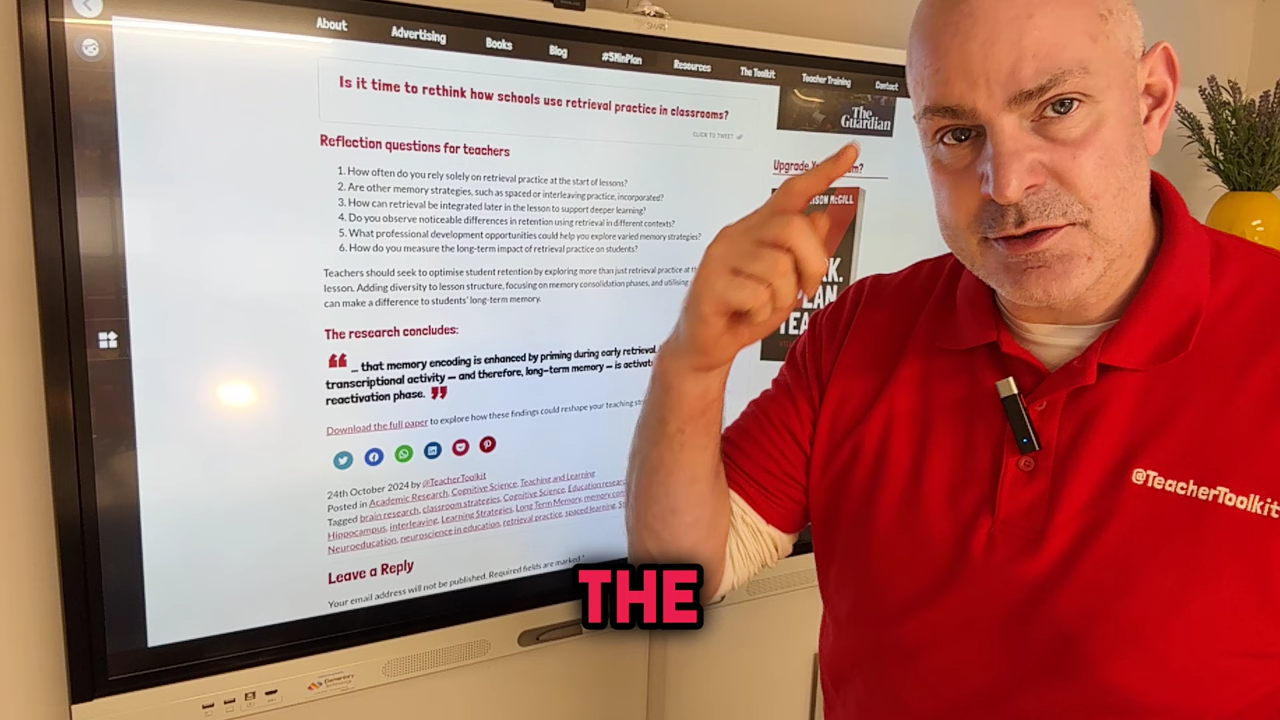 About Advertising Books Blog #5MinPlan Resources The Toolkit Teacher Training Contact
Is it time to rethink how schools use retrieval practice in classrooms?
CLICK TO TWEET
The Guardian
Reflection questions for teachers
Upgrade
1. How often do you rely solely on retrieval practice at the start of lessons?
2. Are other memory strategies, such as spaced or interleaving practice, incorporated?
3. How can retrieval be integrated later in the lesson to support deeper learning?
4. Do you observe noticeable differences in retention using retrieval in different contexts?
5. What professional development opportunities could help you explore varied memory strategies?
6. How do you measure the long-term impact of retrieval practice on students?
McGILL
Teachers should seek to optimise student retention by exploring more than just retrieval practice at
lesson. Adding diversity to lesson structure, focusing on memory consolidation phases, and utilising
can make a difference to students' long-term memory.
The research concludes:
“ … that memory encoding is enhanced by priming during early retrieval
transcriptional activity – and therefore, long-term memory – is
reactivation phase. ”
Download the full paper to explore how these findings could reshape your teaching
24th October 2024 by @TeacherToolkit
Posted in Academic Research, Cognitive Science, Teaching and Learning
Tagged brain research, classroom strategies, Cognitive Science, Education
Hippocampus, interleaving, Learning Strategies, Long Term Memory, memory
Neuroeducation, neuroscience in education, retrieval practice, spaced learning,
Leave a Reply
Your email address will not be published. Required fields are marked *
THE
@TeacherToolkit
SMART
Elementary
Technology